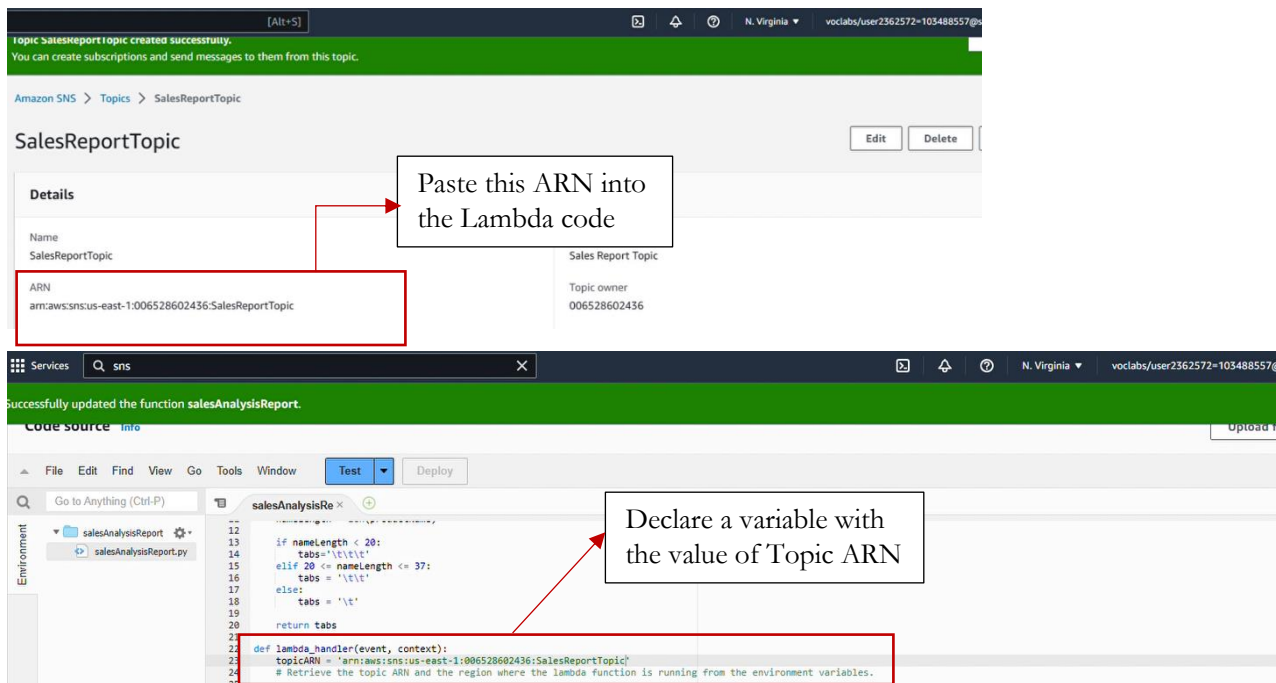 [Alt+S]
N. Virginia ▼
voclabs/user2362572=103488557@s
Topic SalesReportTopic created successfully.
You can create subscriptions and send messages to them from this topic.
Amazon SNS > Topics > SalesReportTopic
SalesReportTopic
Edit
Delete
Details
Paste this ARN into
the Lambda code
Name
SalesReportTopic
Sales Report Topic
ARN
arn:aws:sns:us-east-1:006528602436:SalesReportTopic
Topic owner
006528602436
Services
sns
N. Virginia ▼
voclabs/user2362572=103488557@
Successfully updated the function salesAnalysisReport.
Code source Info
Upload f
File Edit Find View Go Tools Window
Test
Deploy
Go to Anything (Ctrl-P)
salesAnalysisRe ×
Environment
salesAnalysisReport
salesAnalysisReport.py
Declare a variable with
the value of Topic ARN
12
13 if nameLength < 20:
14 tabs='\t\t\t'
15 elif 20 <= nameLength <= 37:
16 tabs = '\t\t'
17 else:
18 tabs = '\t'
19
20 return tabs
21
22 def lambda_handler(event, context):
23 topicARN = 'arn:aws:sns:us-east-1:006528602436:SalesReportTopic'
24 # Retrieve the topic ARN and the region where the lambda function is running from the environment variables.